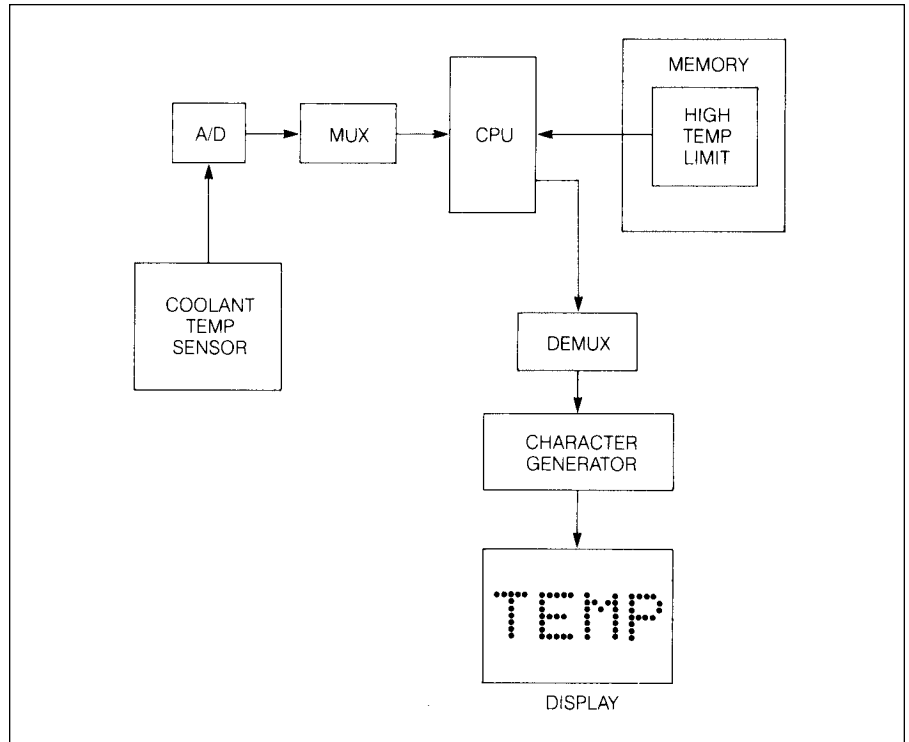 MEMORY
A/D
MUX
CPU
HIGH
TEMP
LIMIT
COOLANT
TEMP
SENSOR
DEMUX
CHARACTER
GENERATOR
TEMP
DISPLAY